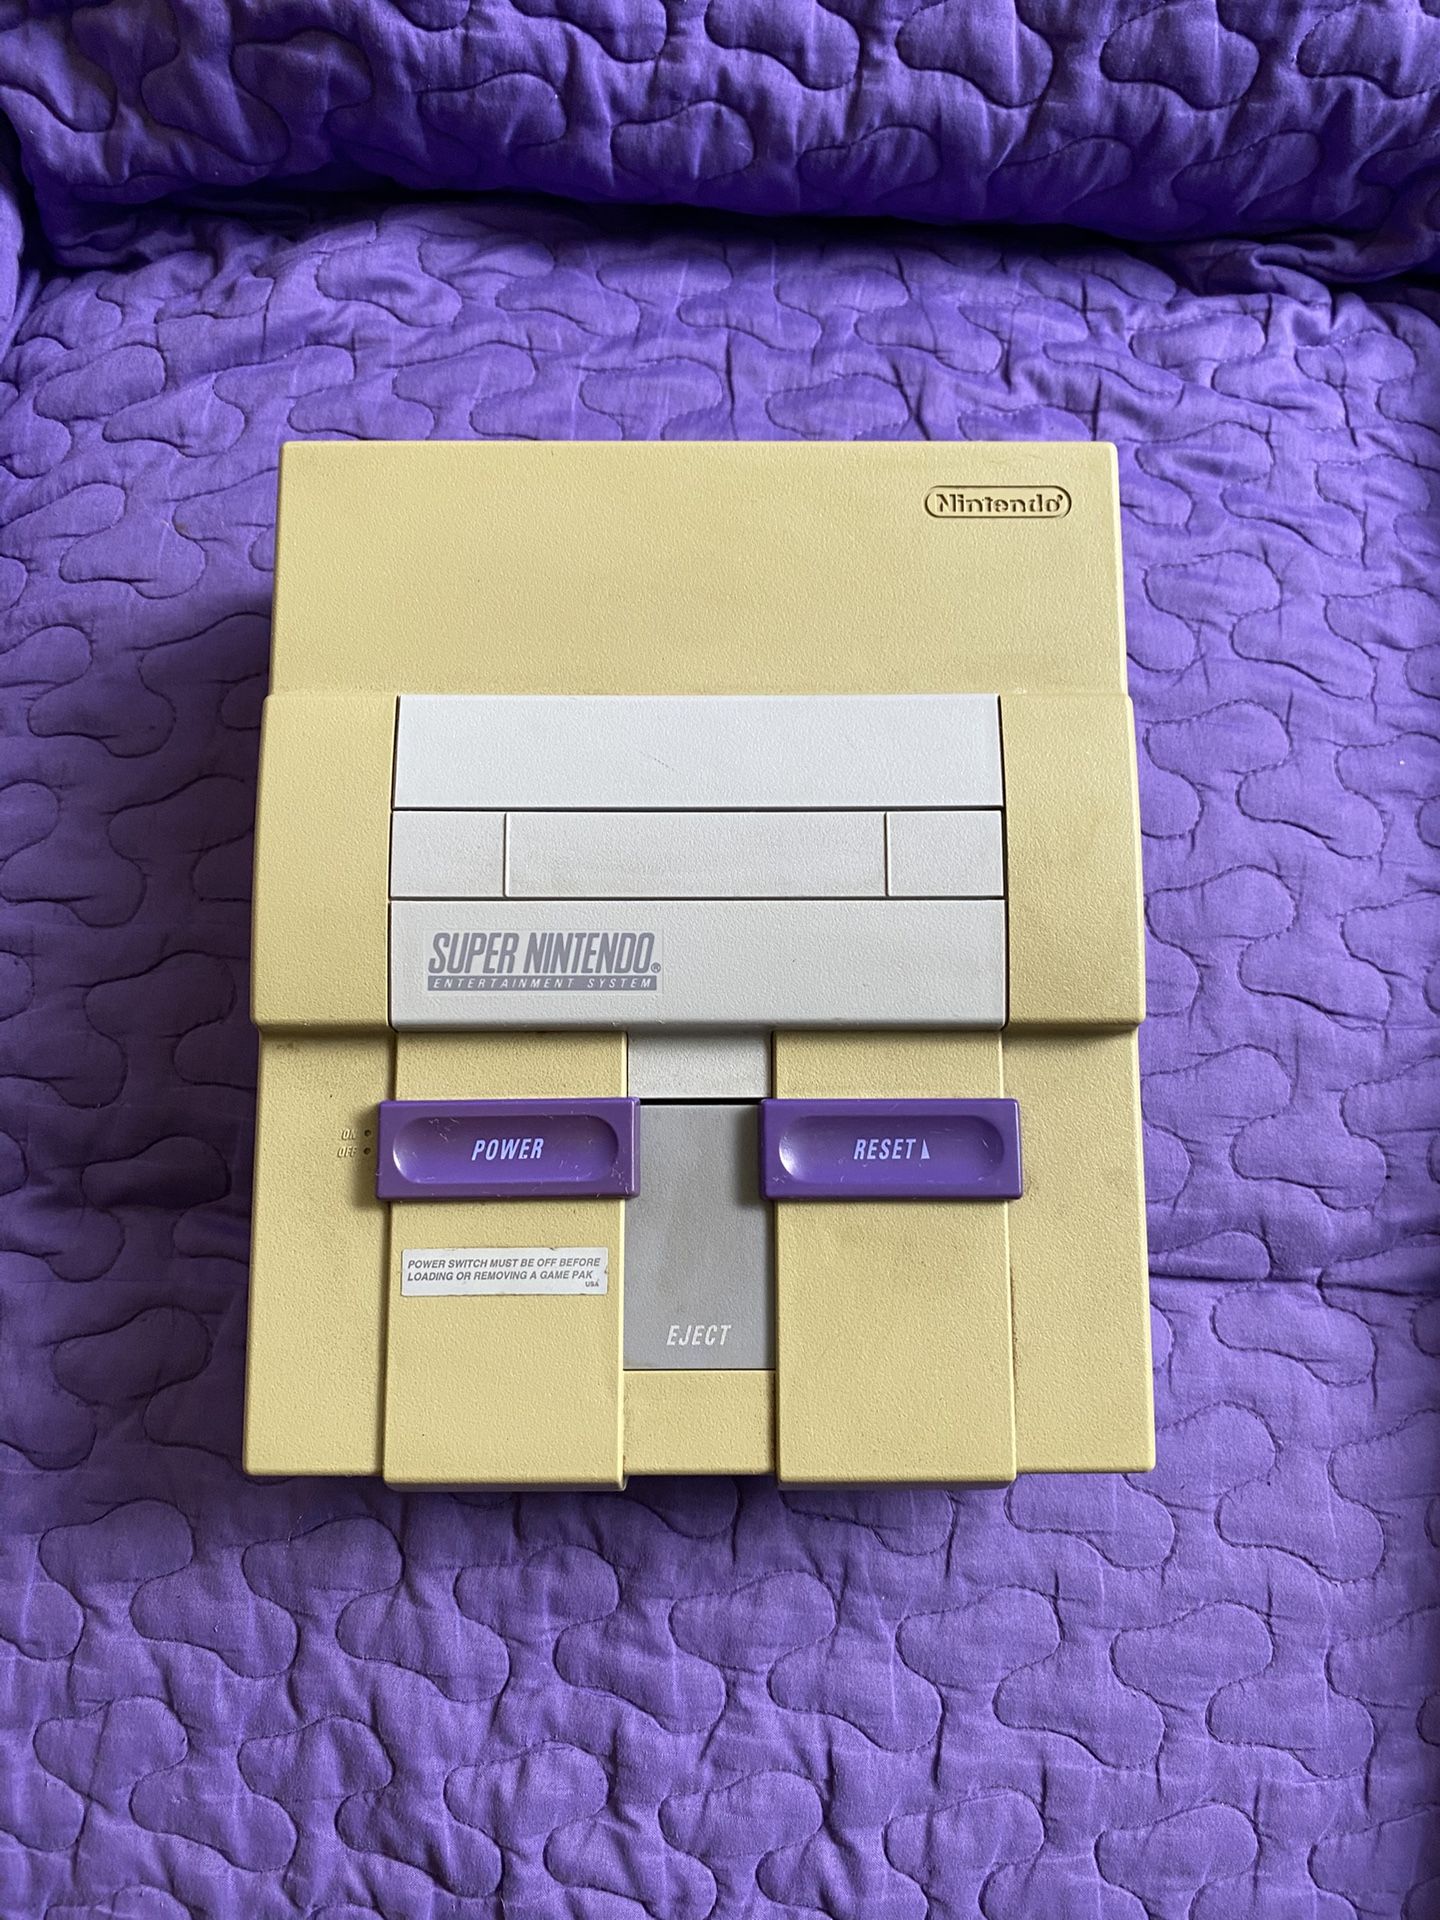 Nintendo®
SUPER NINTENDO®
ENTERTAINMENT SYSTEM
ON
OFF
POWER
RESET
POWER SWITCH MUST BE OFF BEFORE
LOADING OR REMOVING A GAME PAK
USA
EJECT